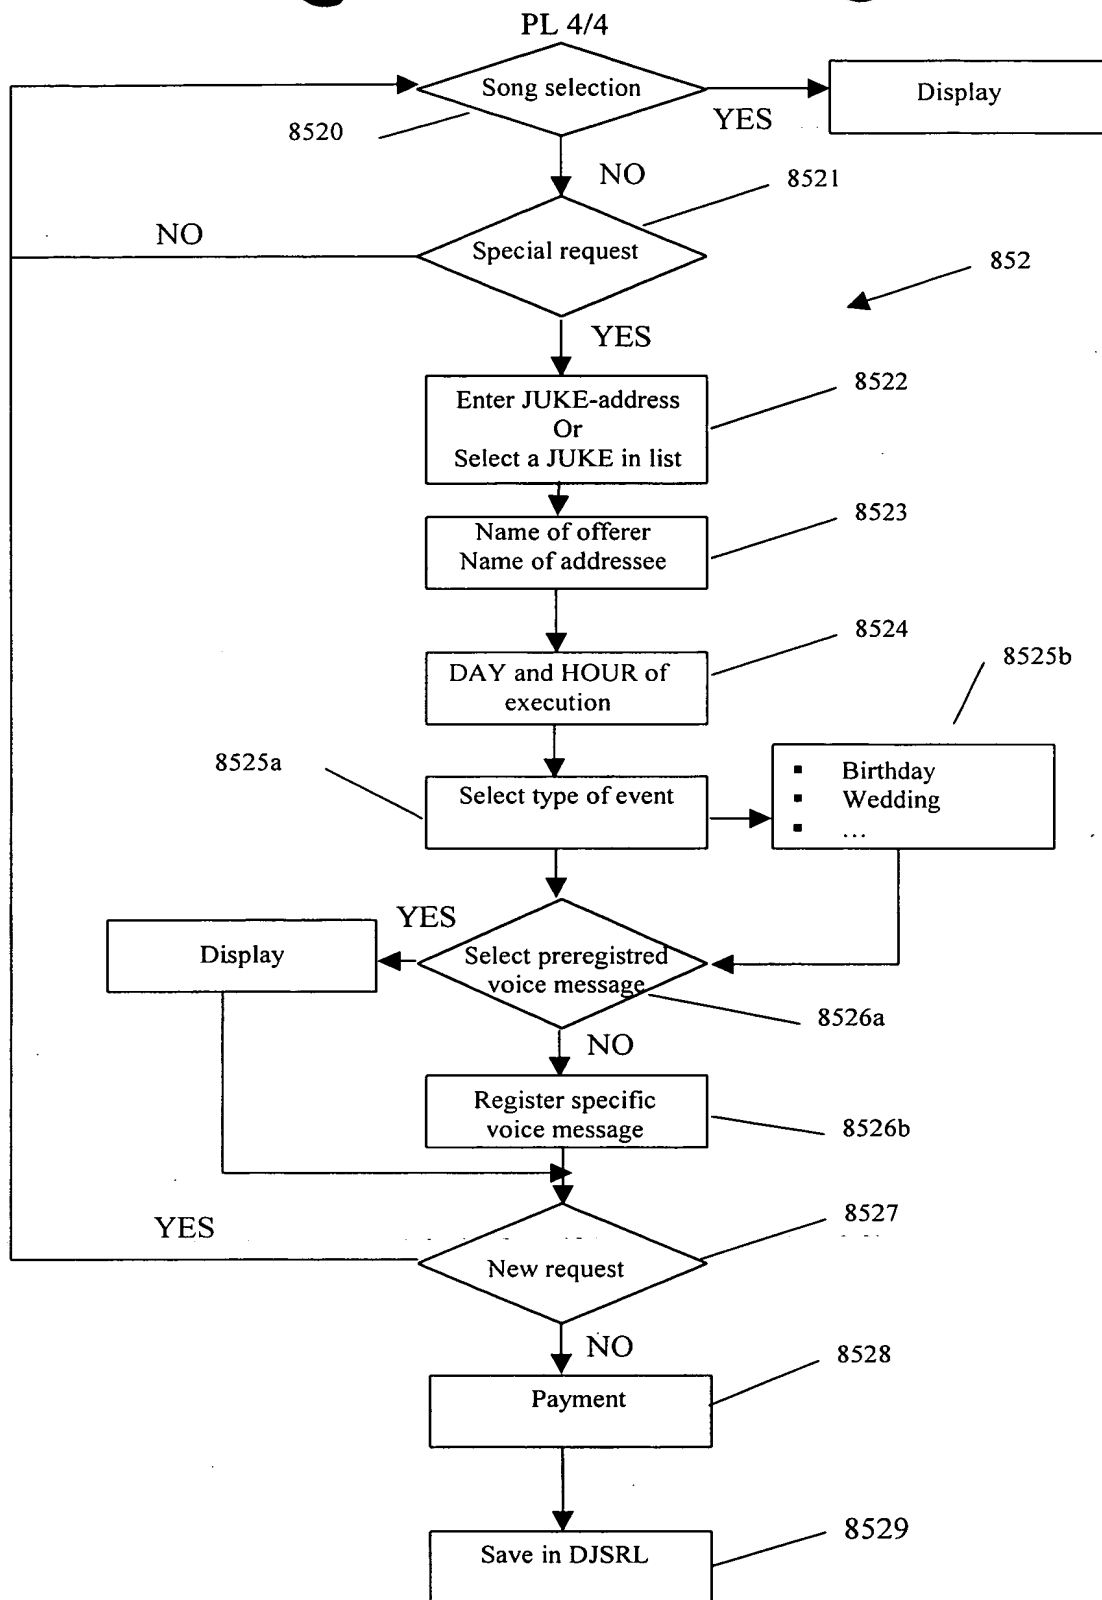 PL 4/4
Song selection
Display
YES
8520
NO
8521
NO
Special request
852
YES
8522
Enter JUKE-address
Or
Select a JUKE in list
8523
Name of offerer
Name of addressee
8524
DAY and HOUR of
execution
8525b
8525a
Select type of event
▪ Birthday
▪ Wedding
▪ ...
YES
Display
Select preregistred
voice message
8526a
NO
Register specific
voice message
8526b
YES
8527
New request
NO
8528
Payment
8529
Save in DJSRL